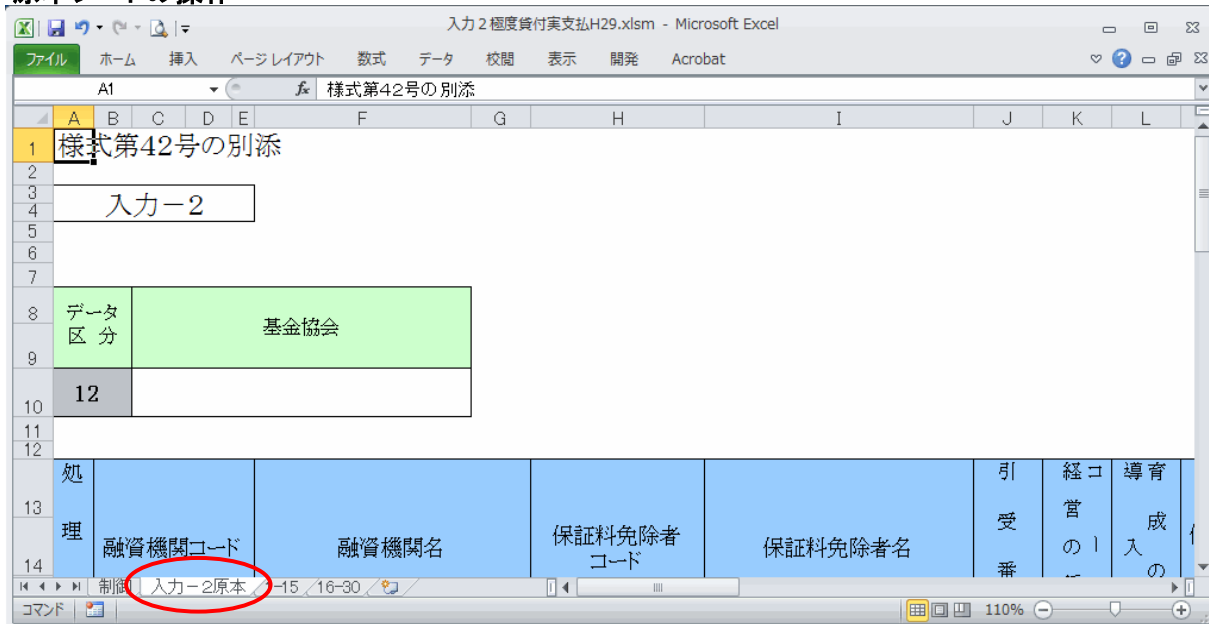 入力２極度貸付実支払H29.xlsm - Microsoft Excel
ファイル ホーム 挿入 ページ レイアウト 数式 データ 校閲 表示 開発 Acrobat
A1 fx 様式第42号の別添
A B C D E F G H I J K L
1 様式第42号の別添
2
3
入力－2
4
5
6
7
8 データ
区 分
基金協会
9
10 12
11
12
処 引 経 コ 導 育
13 営
理 受 成
融資機関コード 融資機関名 保証料免除者
コード 保証料免除者名
の 入
14 番 の
制御 入力－2原本 16-30
コマンド 110%